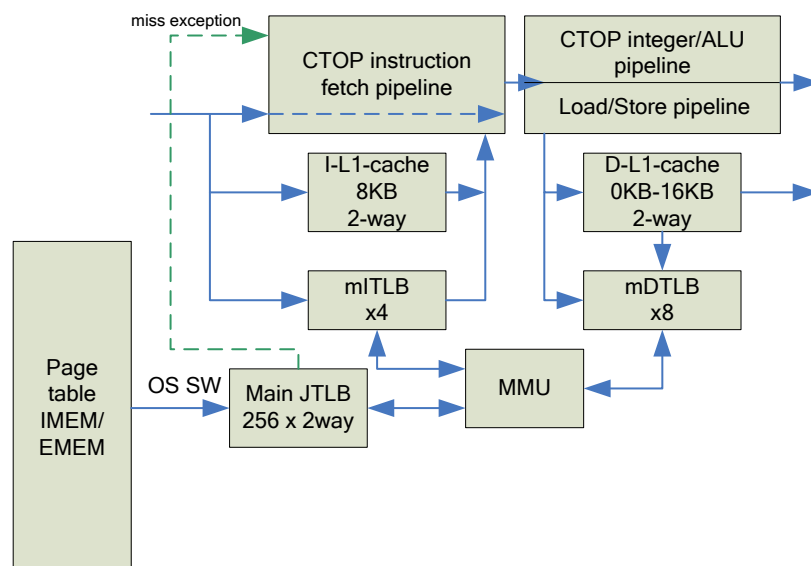 miss exception
CTOP instruction
fetch pipeline
CTOP integer/ALU
pipeline
Load/Store pipeline
I-L1-cache
8KB
2-way
D-L1-cache
0KB-16KB
2-way
mITLB
x4
mDTLB
x8
Page
table
IMEM/
EMEM
OS SW
Main JTLB
256 x 2way
MMU